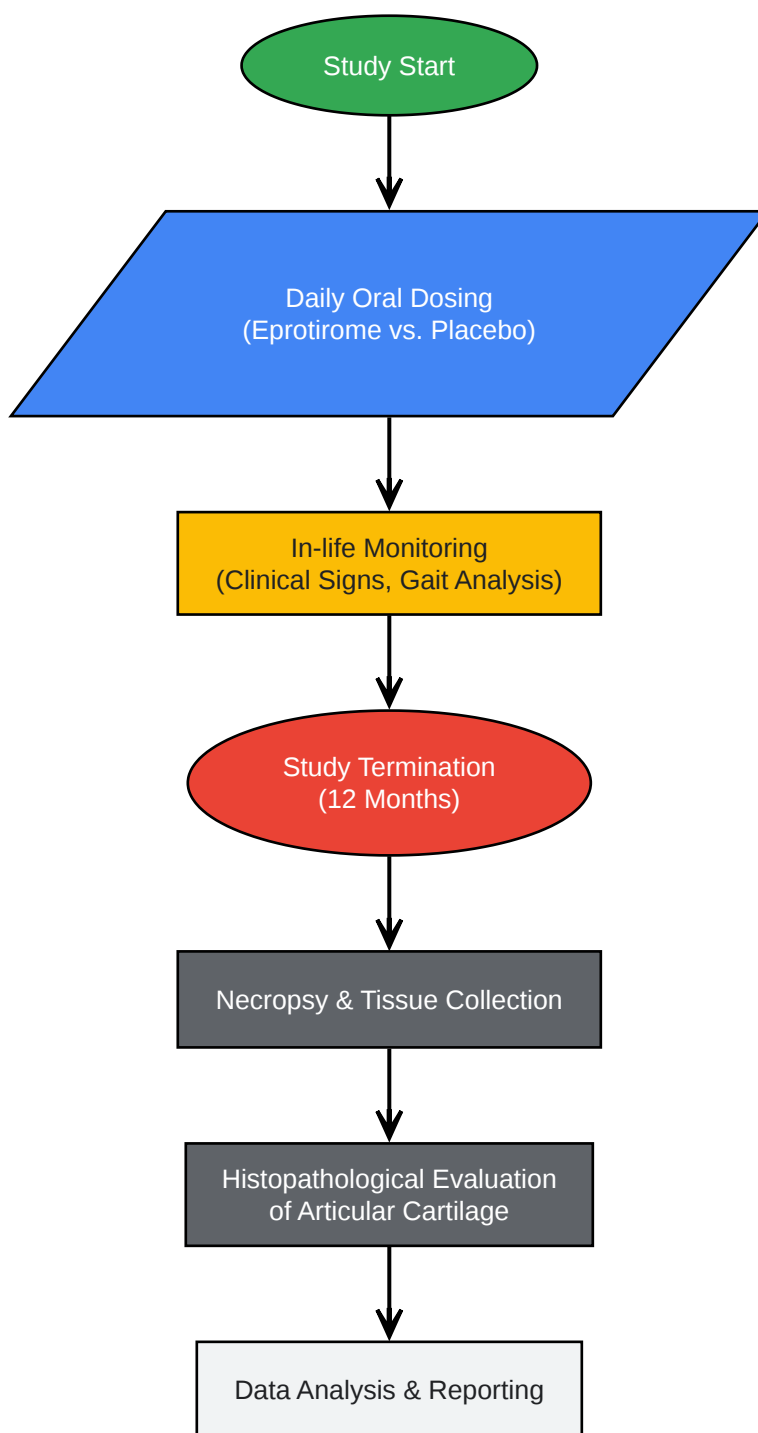 Study Start
Daily Oral Dosing
(Eprotirome vs. Placebo)
In-life Monitoring
(Clinical Signs, Gait Analysis)
Study Termination
(12 Months)
Necropsy & Tissue Collection
Histopathological Evaluation
of Articular Cartilage
Data Analysis & Reporting